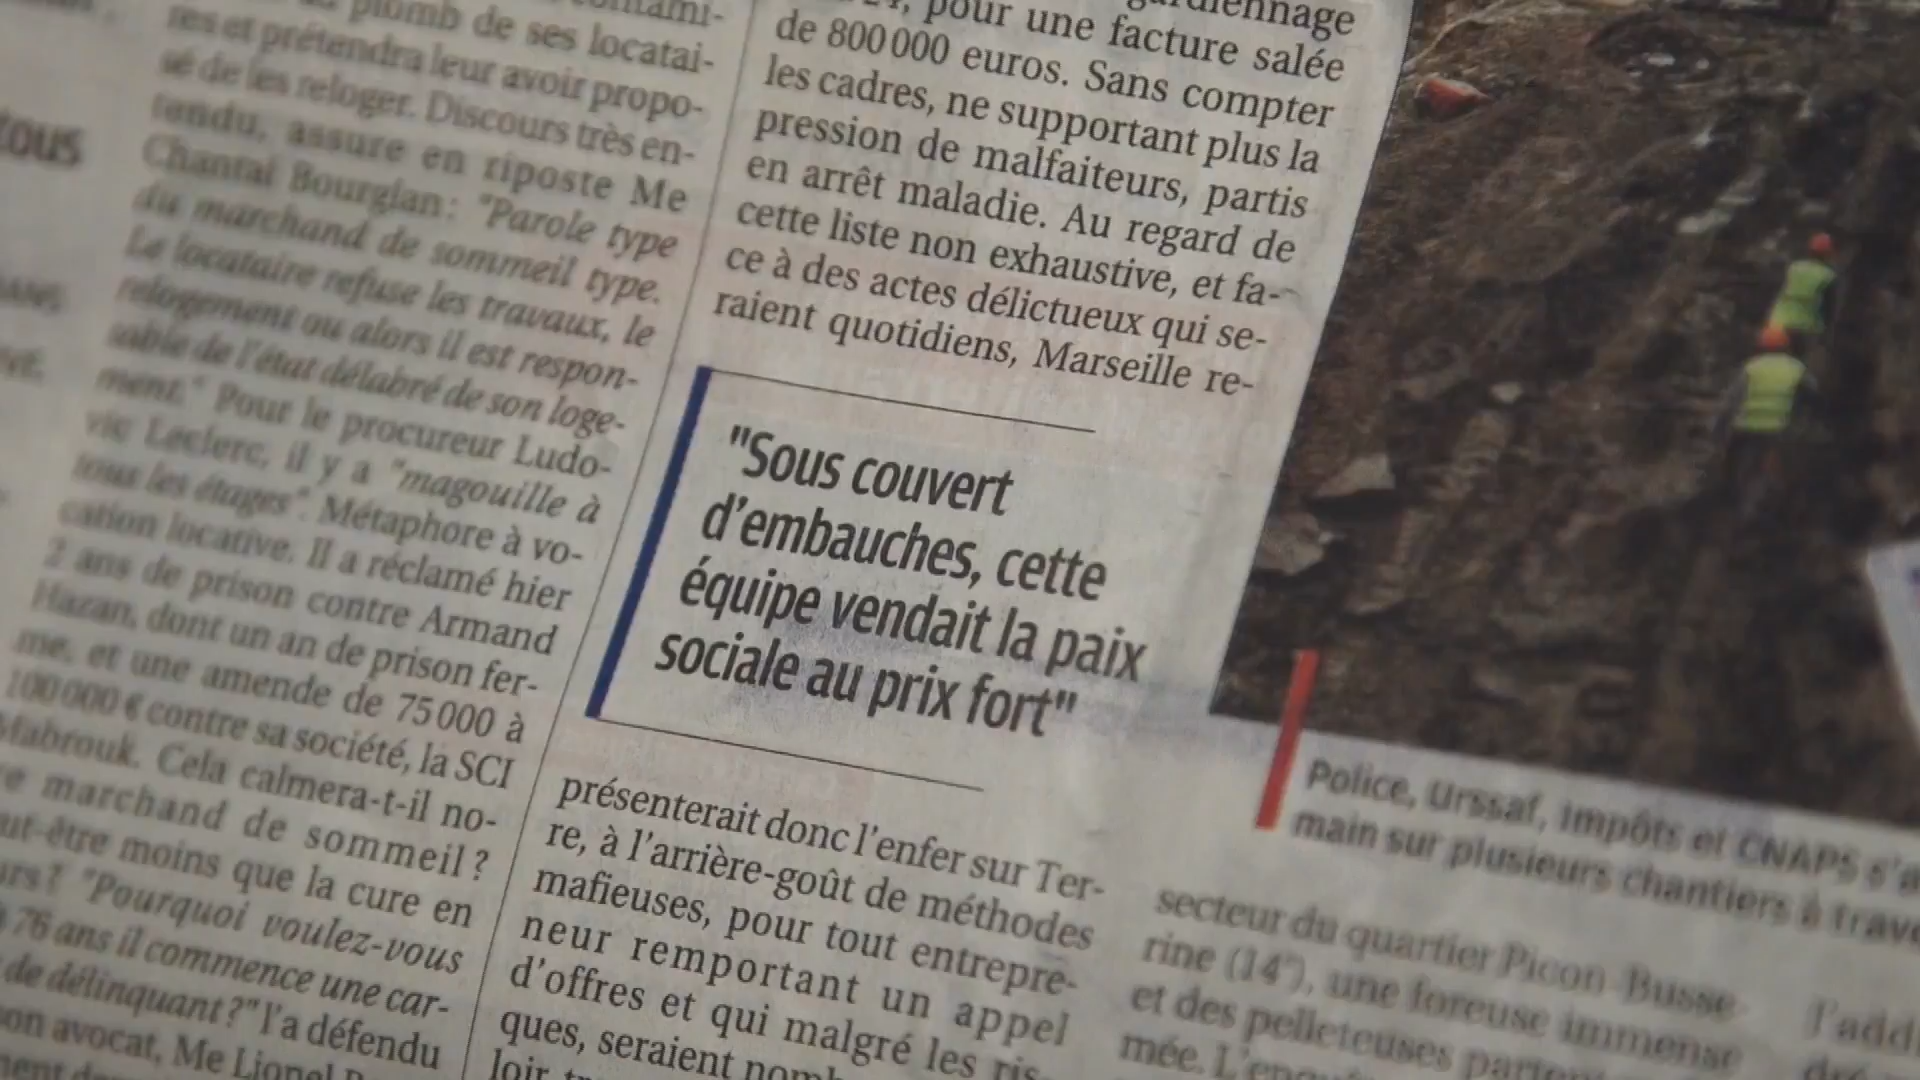 tous
plomb de ses locatai-
res et prétendra leur avoir propo-
sé de les reloger. Discours très en-
tendu, assure en riposte Me
Chantal Bourglan : "Parole type
du marchand de sommeil type.
Le locataire refuse les travaux, le
relogement ou alors il est respon-
sable de l'état délabré de son loge-
ment." Pour le procureur Ludo-
vic Leclerc, il y a "magouille à
tous les étages". Métaphore à vo-
cation locative. Il a réclamé hier
2 ans de prison contre Armand
Hazan, dont un an de prison fer-
me, et une amende de 75 000 à
100 000 € contre sa société, la SCI
Mabrouk. Cela calmera-t-il no-
marchand de sommeil ?
moins que la cure en
"Pourquoi voulez-vous
76 ans il commence une car-
de délinquant ?" l'a défendu
avocat, Me Lionel
pour une facture salée
de 800 000 euros. Sans compter
les cadres, ne supportant plus la
pression de malfaiteurs, partis
en arrêt maladie. Au regard de
cette liste non exhaustive, et fa-
ce à des actes délictueux qui se-
raient quotidiens, Marseille re-
"Sous couvert
d'embauches, cette
équipe vendait la paix
sociale au prix fort"
présenterait donc l'enfer sur Ter-
re, à l'arrière-goût de méthodes
mafieuses, pour tout entrepre-
neur remportant un appel
d'offres et qui malgré les ris-
ques, seraient
loir
Police, Urssaf, impôts et CNAPS
main sur plusieurs chantiers à
secteur du quartier Picon-Busse-
rine (14e), une foreuse immense
et des pelleteuses
mée.